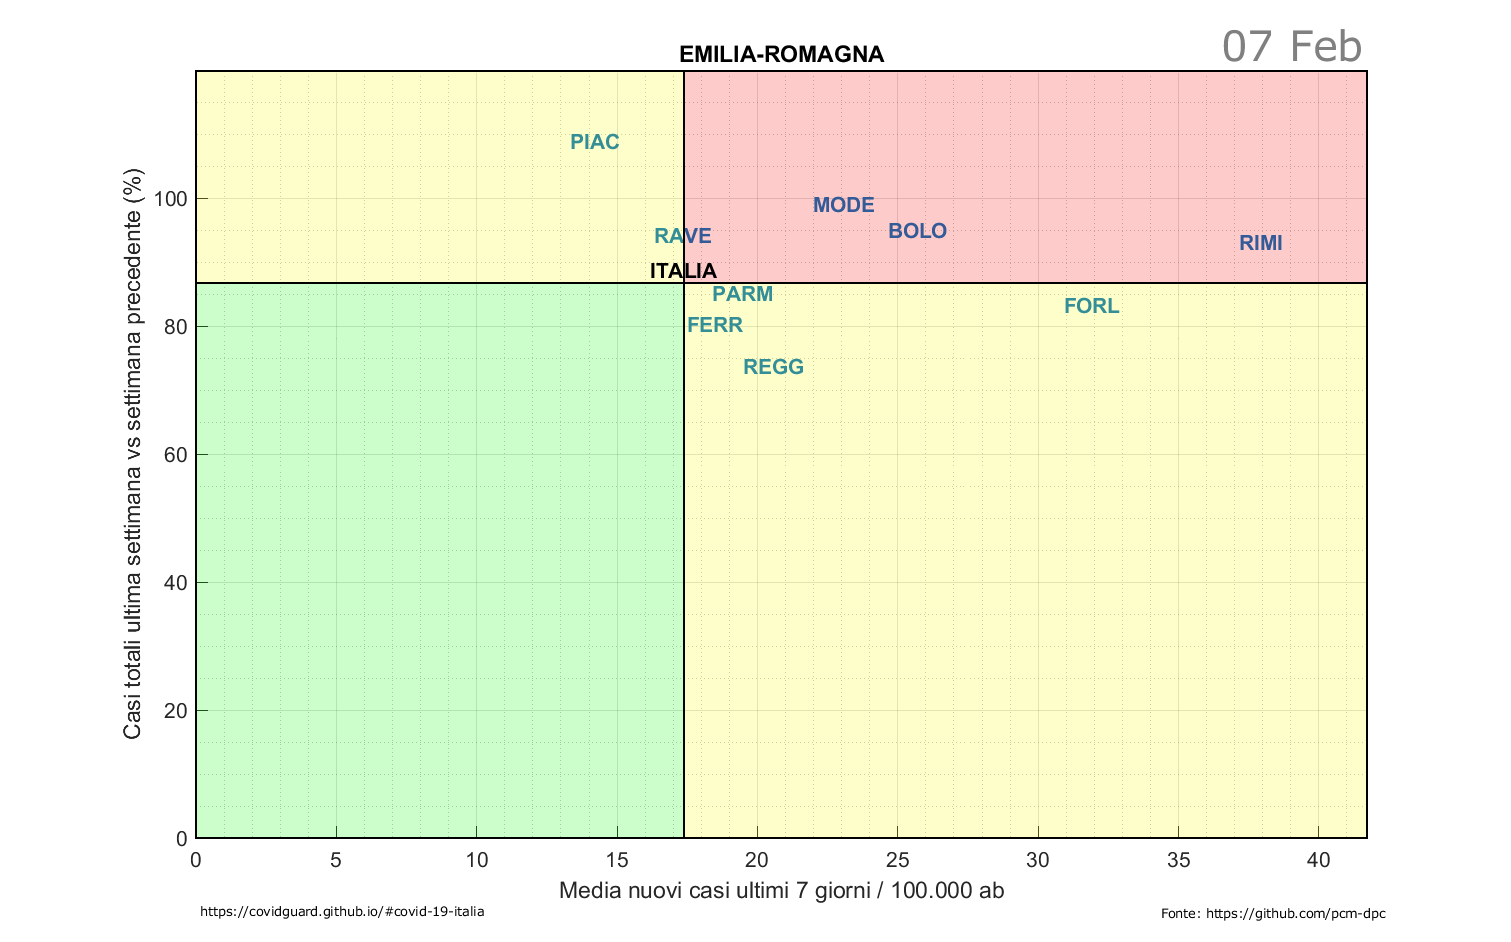 07 Feb
EMILIA-ROMAGNA
PIAC
100
MODE
RAVE
BOLO
RIMI
ITALIA
PARM
FORL
80
FERR
REGG
60
40
20
0
Casi totali ultima settimana vs settimana precedente (%)
0 5 10 15 20 25 30 35 40
Media nuovi casi ultimi 7 giorni / 100.000 ab
https://covidguard.github.io/#covid-19-italia
Fonte: https://github.com/pcm-dpc